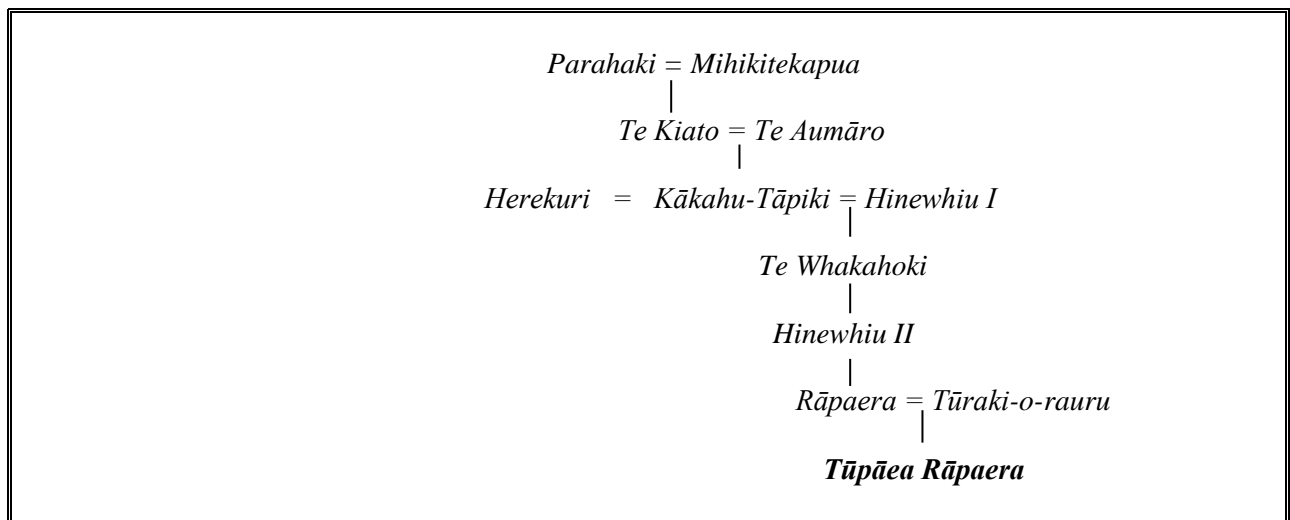 Parahaki = Mihikitekapua
Te Kiato = Te Aumāro
Herekuri = Kākahu-Tāpiki = Hinewhiu I
Te Whakahoki
Hinewhiu II
Rāpaera = Tūraki-o-rauru
Tūpāea Rāpaera